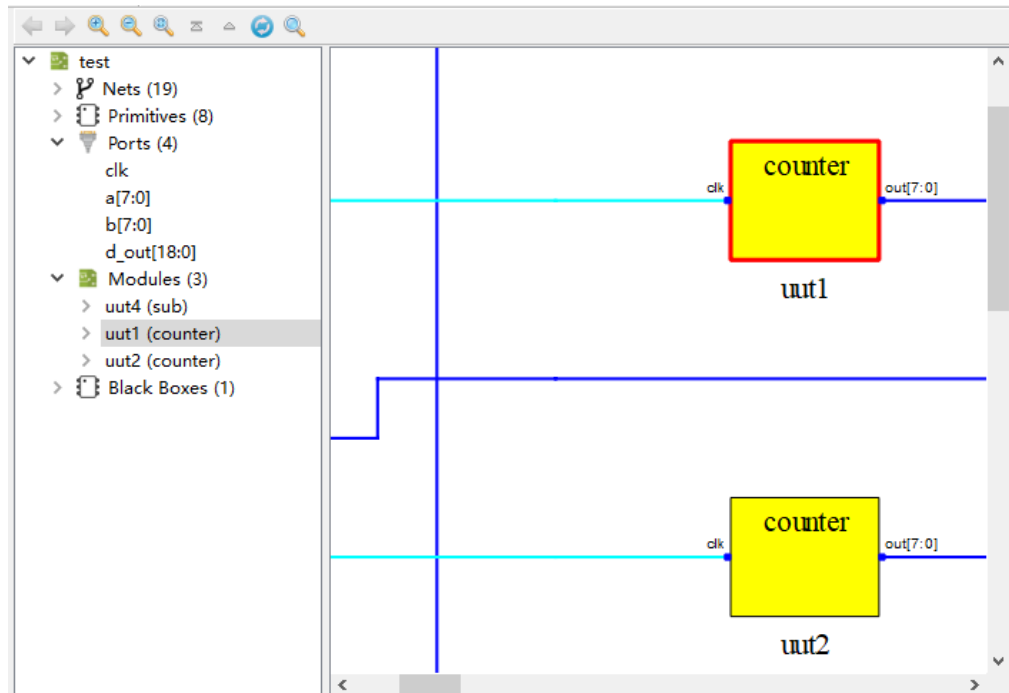 test
Nets (19)
Primitives (8)
Ports (4)
clk
a[7:0]
b[7:0]
d_out[18:0]
Modules (3)
uut4 (sub)
uut1 (counter)
uut2 (counter)
Black Boxes (1)
counter
clk
out[7:0]
uut1
counter
clk
out[7:0]
uut2